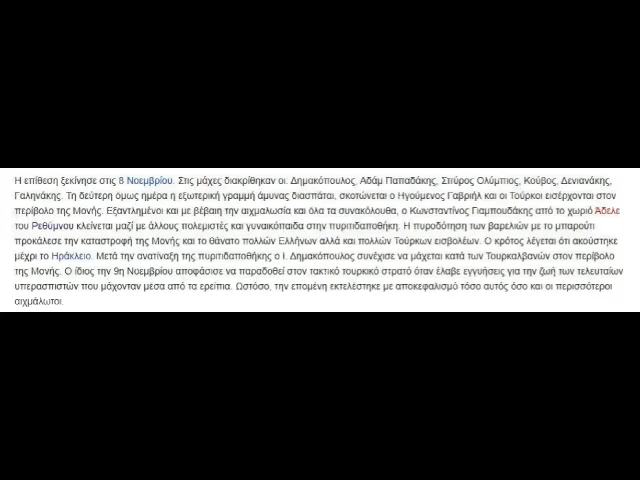 Η επίθεση ξεκίνησε στις 8 Νοεμβρίου. Στις μάχες διακρίθηκαν οι. Δημακόπουλος, Αδάμ Παπαδάκης, Σπύρος Ολύμπιος, Κούβος, Δενιανάκης,
Γαληνάκης. Τη δεύτερη όμως ημέρα η εξωτερική γραμμή άμυνας διασπάται, σκοτώνεται ο Ηγούμενος Γαβριήλ και οι Τούρκοι εισέρχονται στον
περίβολο της Μονής. Εξαντλημένοι και με βέβαιη την αιχμαλωσία και όλα τα συνακόλουθα, ο Κωνσταντίνος Γιαμπουδάκης από το χωριό Άδελε
του Ρεθύμνου κλείνεται μαζί με άλλους πολεμιστές και γυναικόπαιδα στην πυριτιδαποθήκη. Η πυροδότηση των βαρελιών με το μπαρούτι
προκάλεσε την καταστροφή της Μονής και το θάνατο πολλών Ελλήνων αλλά και πολλών Τούρκων εισβολέων. Ο κρότος λέγεται ότι ακούστηκε
μέχρι το Ηράκλειο. Μετά την ανατίναξη της πυριτιδαποθήκης ο Ι. Δημακόπουλος συνέχισε να μάχεται κατά των Τουρκαλβανών στον περίβολο
της Μονής. Ο ίδιος την 9η Νοεμβρίου αποφάσισε να παραδοθεί στον τακτικό τουρκικό στρατό όταν έλαβε εγγυήσεις για την ζωή των τελευταίων
υπερασπιστών που μάχονταν μέσα από τα ερείπια. Ωστόσο, την επομένη εκτελέστηκε με αποκεφαλισμό τόσο αυτός όσο και οι περισσότεροι
αιχμάλωτοι.